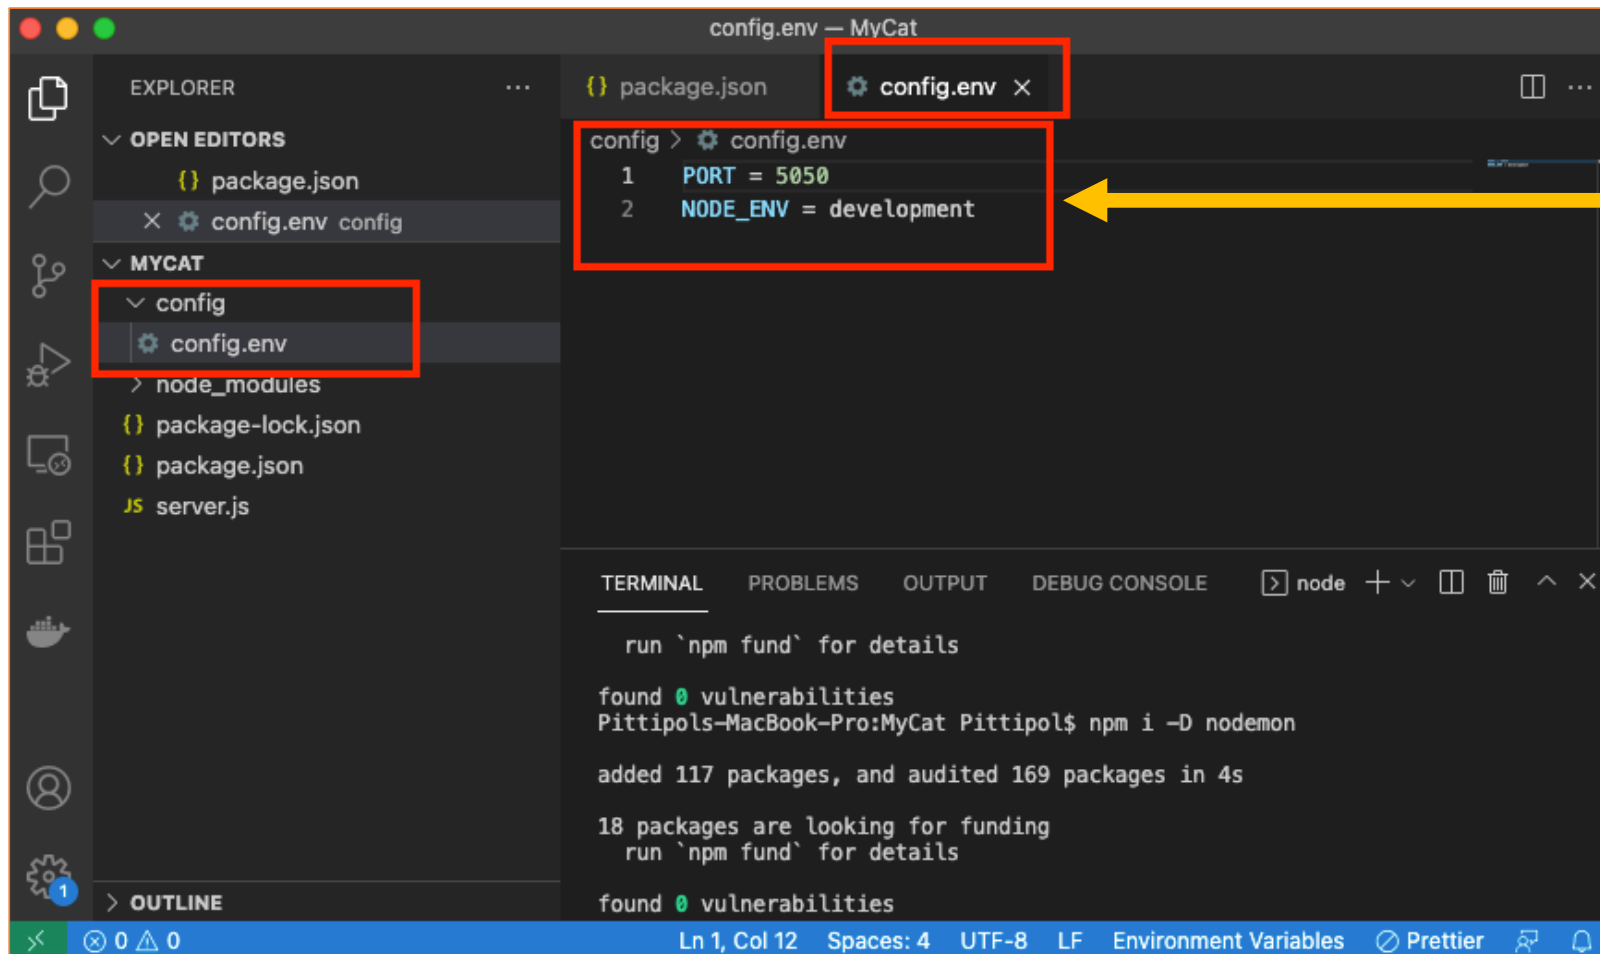 config.env — MyCat
EXPLORER
OPEN EDITORS
{} package.json
config.env config
MYCAT
config
config.env
node_modules
{} package-lock.json
{} package.json
JS server.js
OUTLINE
{} package.json
config.env
config > config.env
1 PORT = 5050
2 NODE_ENV = development
TERMINAL PROBLEMS OUTPUT DEBUG CONSOLE node
run `npm fund` for details
found 0 vulnerabilities
Pittipols-MacBook-Pro:MyCat Pittipol$ npm i -D nodemon
added 117 packages, and audited 169 packages in 4s
18 packages are looking for funding
run `npm fund` for details
found 0 vulnerabilities
1
0 0 Ln 1, Col 12 Spaces: 4 UTF-8 LF Environment Variables Prettier